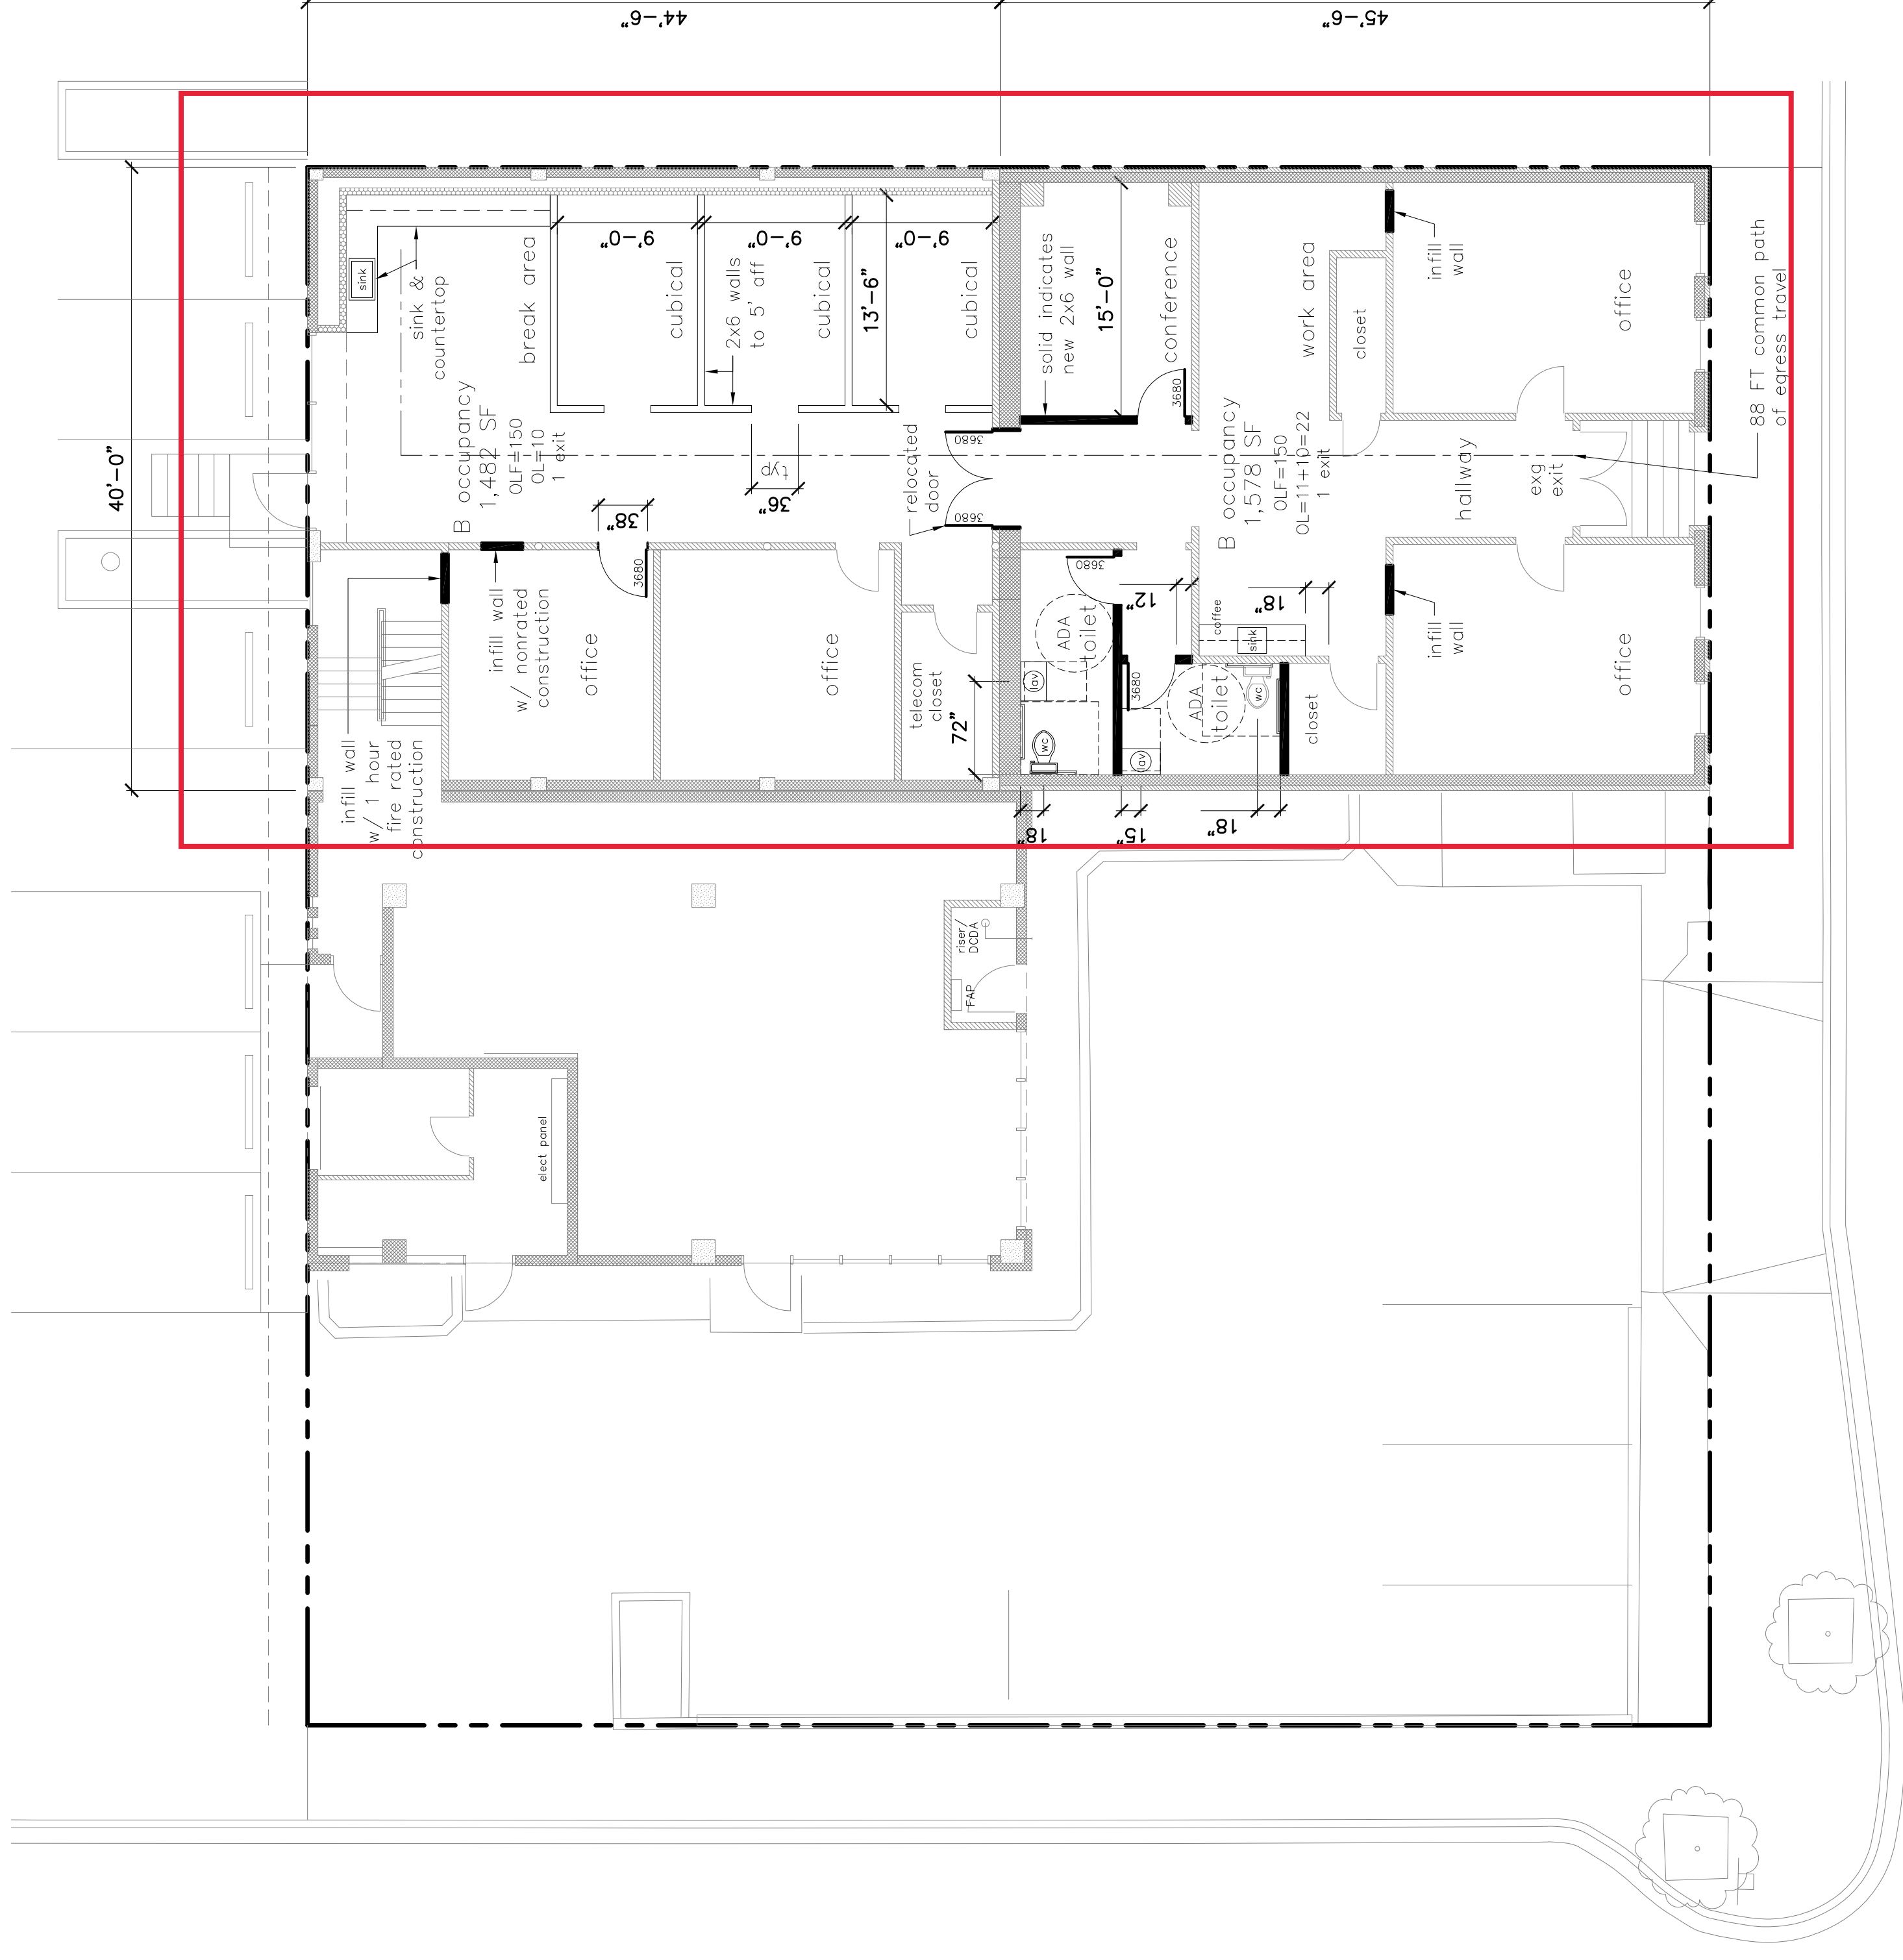 44'-6"
45'-6"
40'-0"
sink
sink &
countertop
break area
9'-0"
9'-0"
9'-0"
cubical
cubical
cubical
2x6 walls
to 5' aff
13'-6"
B occupancy
1,482 SF
OLF=150
OL=10
1 exit
36"
typ
38"
3680
relocated
door
3680
3680
infill wall
w/ 1 hour
fire rated
construction
infill wall
w/ nonrated
construction
office
office
telecom
closet
72"
solid indicates
new 2x6 wall
15'-0"
conference
3680
work area
closet
infill
wall
office
B occupancy
1,578 SF
OLF=150
OL=11+10=22
1 exit
hallway
exg
exit
88 FT common path
of egress travel
3680
ADA
toilet
lav
wc
12"
3680
ADA
toilet
lav
wc
coffee
sink
18"
closet
infill
wall
office
18"
15"
18"
riser/
DCDA
FAP
elect panel